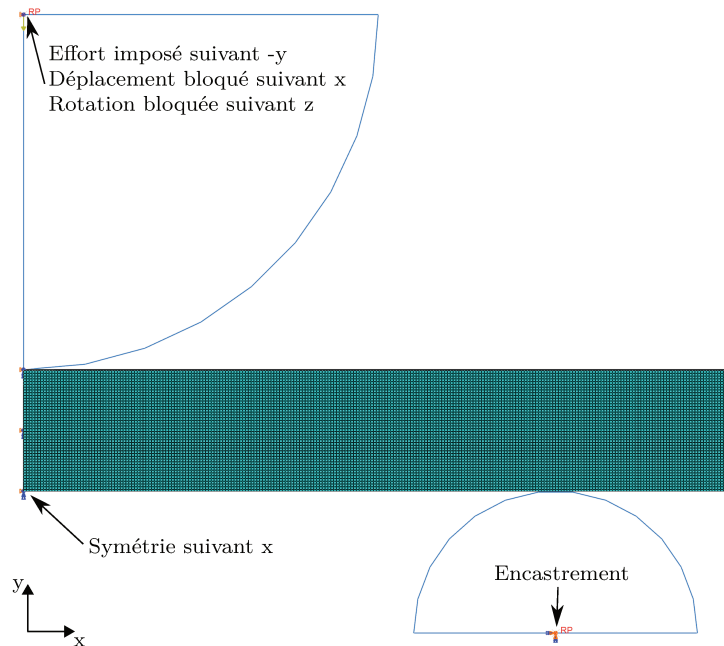 RP
Effort imposé suivant -y
Déplacement bloqué suivant x
Rotation bloquée suivant z
Symétrie suivant x
Encastrement
RP
y
x